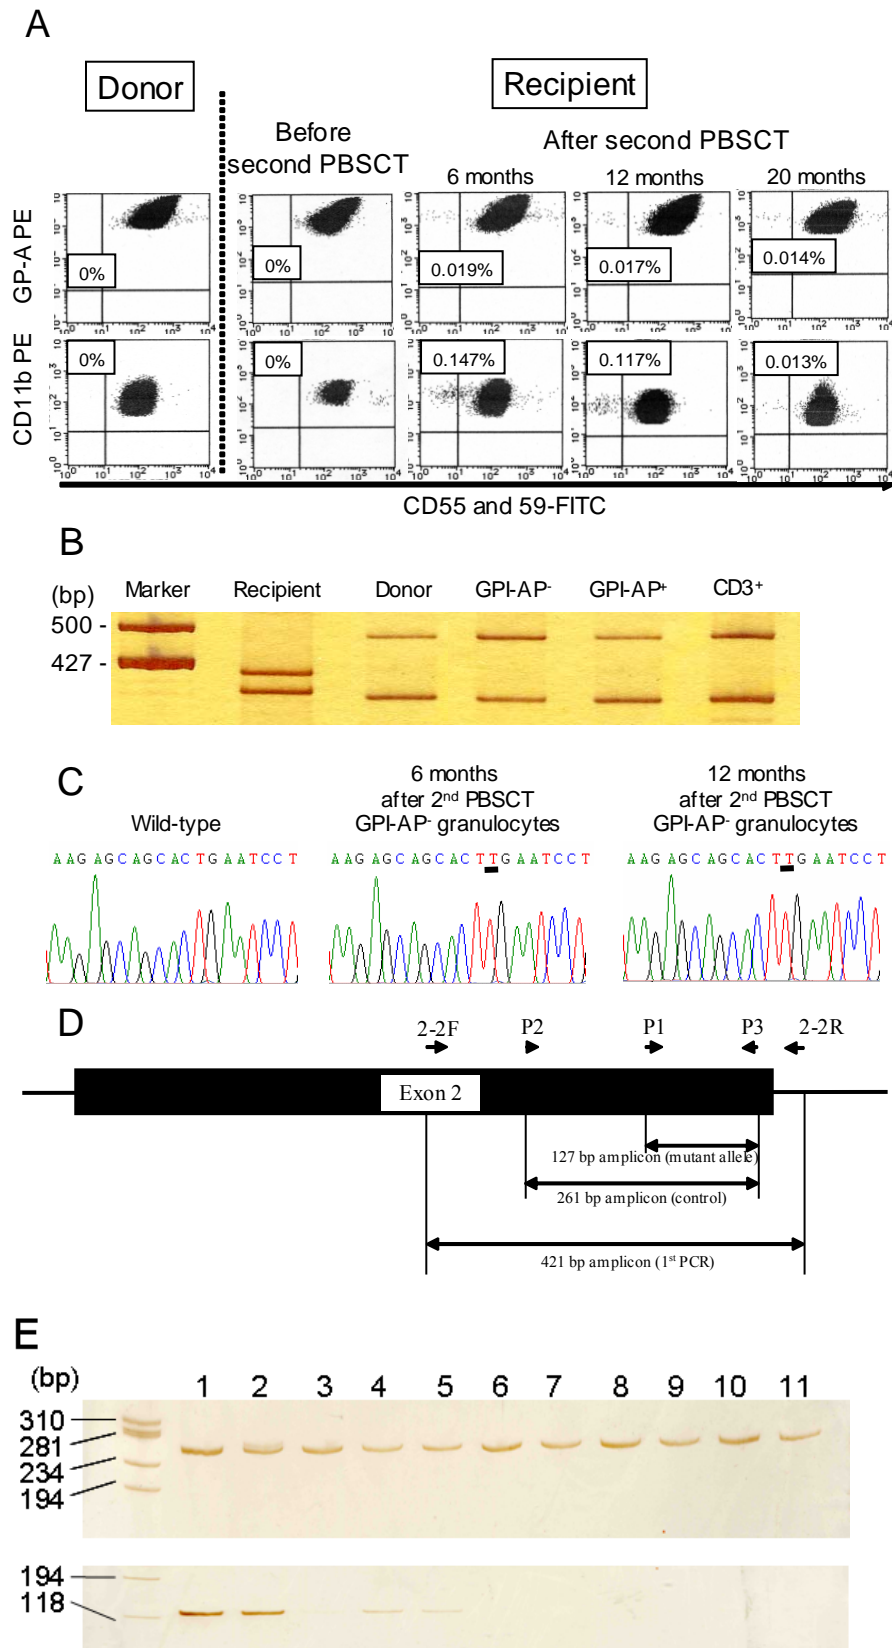 A
Donor
Recipient
Before
second PBSCT
After second PBSCT
6 months
12 months
20 months
GP-A PE
0%
0%
0.019%
0.017%
0.014%
CD11b PE
0%
0%
0.147%
0.117%
0.013%
CD55 and 59-FITC
B
(bp)
Marker
Recipient
Donor
GPI-AP-
GPI-AP+
CD3+
500 -
427 -
C
Wild-type
6 months
after 2nd PBSCT
GPI-AP- granulocytes
12 months
after 2nd PBSCT
GPI-AP- granulocytes
A A G A G C A G C A C T G A A T C C T
A A G A G C A G C A C T T G A A T C C T
A A G A G C A G C A C T T G A A T C C T
D
2-2F
P2
P1
P3
2-2R
Exon 2
127 bp amplicon (mutant allele)
261 bp amplicon (control)
421 bp amplicon (1st PCR)
E
(bp)
1 2 3 4 5 6 7 8 9 10 11
310
281
234
194
194
118